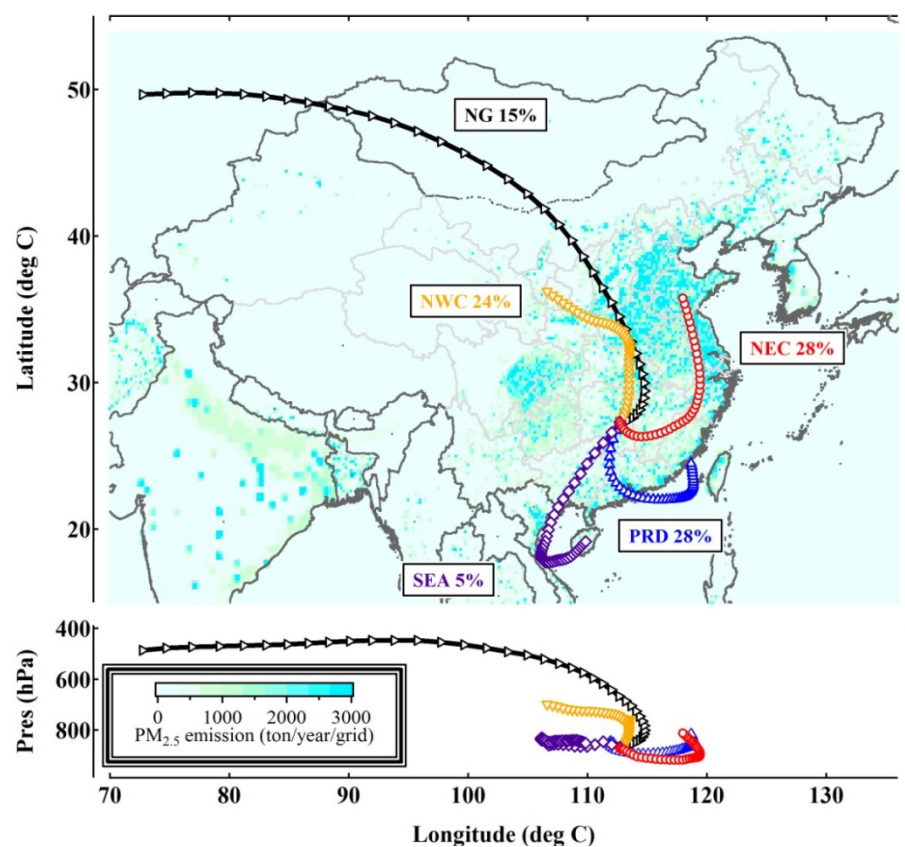 50
40
30
20
Latitude (deg C)
NG 15%
NWC 24%
NEC 28%
PRD 28%
SEA 5%
400
600
800
Pres (hPa)
0 1000 2000 3000
PM2.5 emission (ton/year/grid)
70 80 90 100 110 120 130
Longitude (deg C)